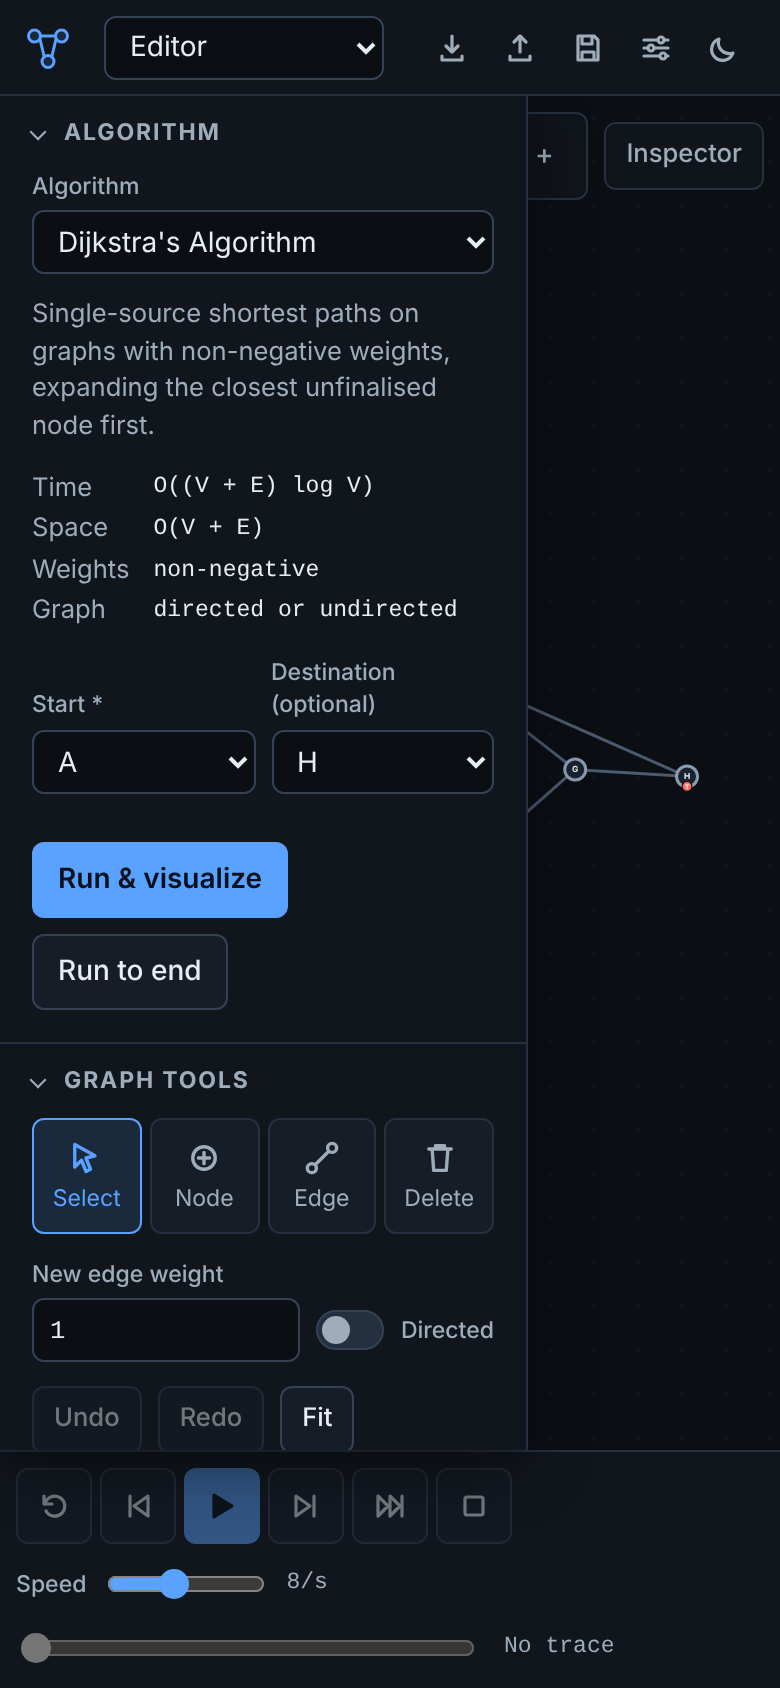 Editor
ALGORITHM
+
Inspector
Algorithm
Dijkstra's Algorithm
Single-source shortest paths on
graphs with non-negative weights,
expanding the closest unfinalised
node first.
Time O((V + E) log V)
Space O(V + E)
Weights non-negative
Graph directed or undirected
Start *
Destination
(optional)
A
H
G
H
Run & visualize
Run to end
GRAPH TOOLS
Select
Node
Edge
Delete
New edge weight
1
Directed
Undo
Redo
Fit
Speed
8/s
No trace